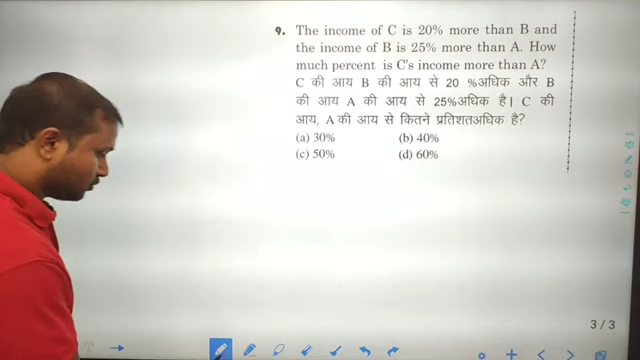 9. The income of C is 20% more than B and
the income of B is 25% more than A. How
much percent is C's income more than A?
C की आय B की आय से 20 %अधिक और B
की आय A की आय से 25%अधिक है| C की
आय, A की आय से कितने प्रतिशतअधिक है?
(a) 30% (b) 40%
(c) 50% (d) 60%
3/3